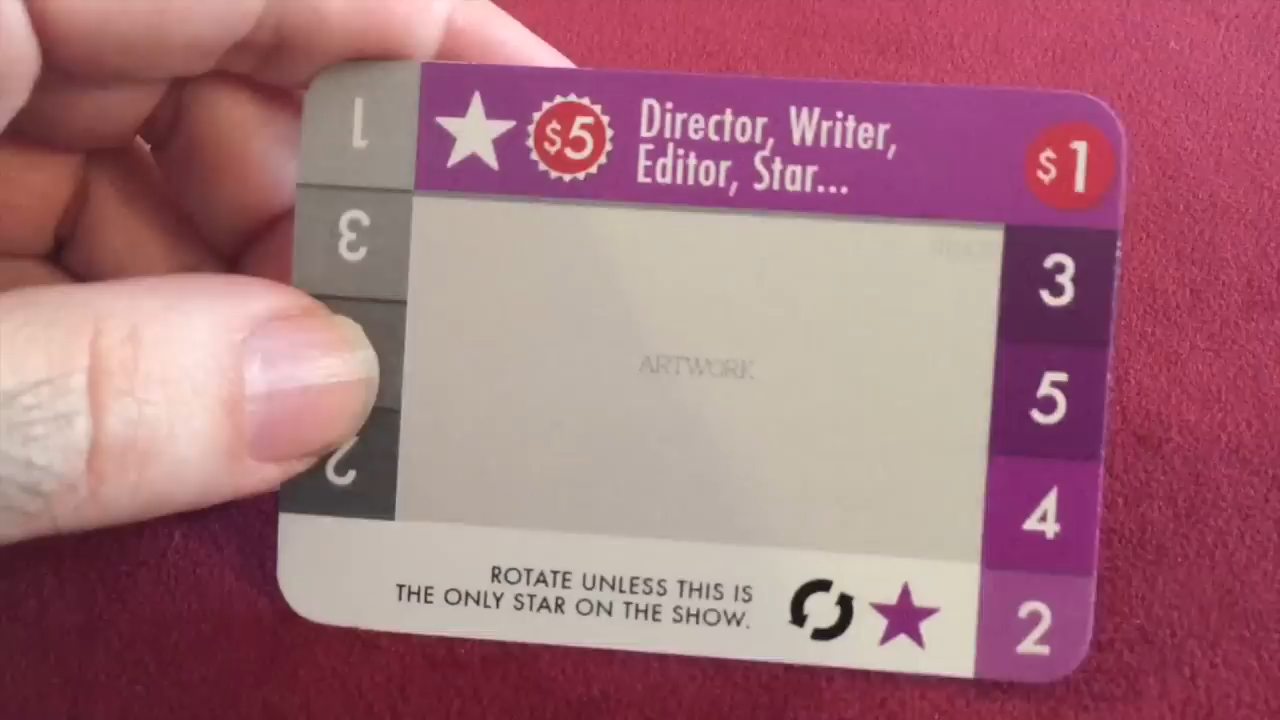 $5 Director, Writer,
Editor, Star...
$1
1
3
2
3
5
4
2
ARTWORK
ROTATE UNLESS THIS IS
THE ONLY STAR ON THE SHOW.